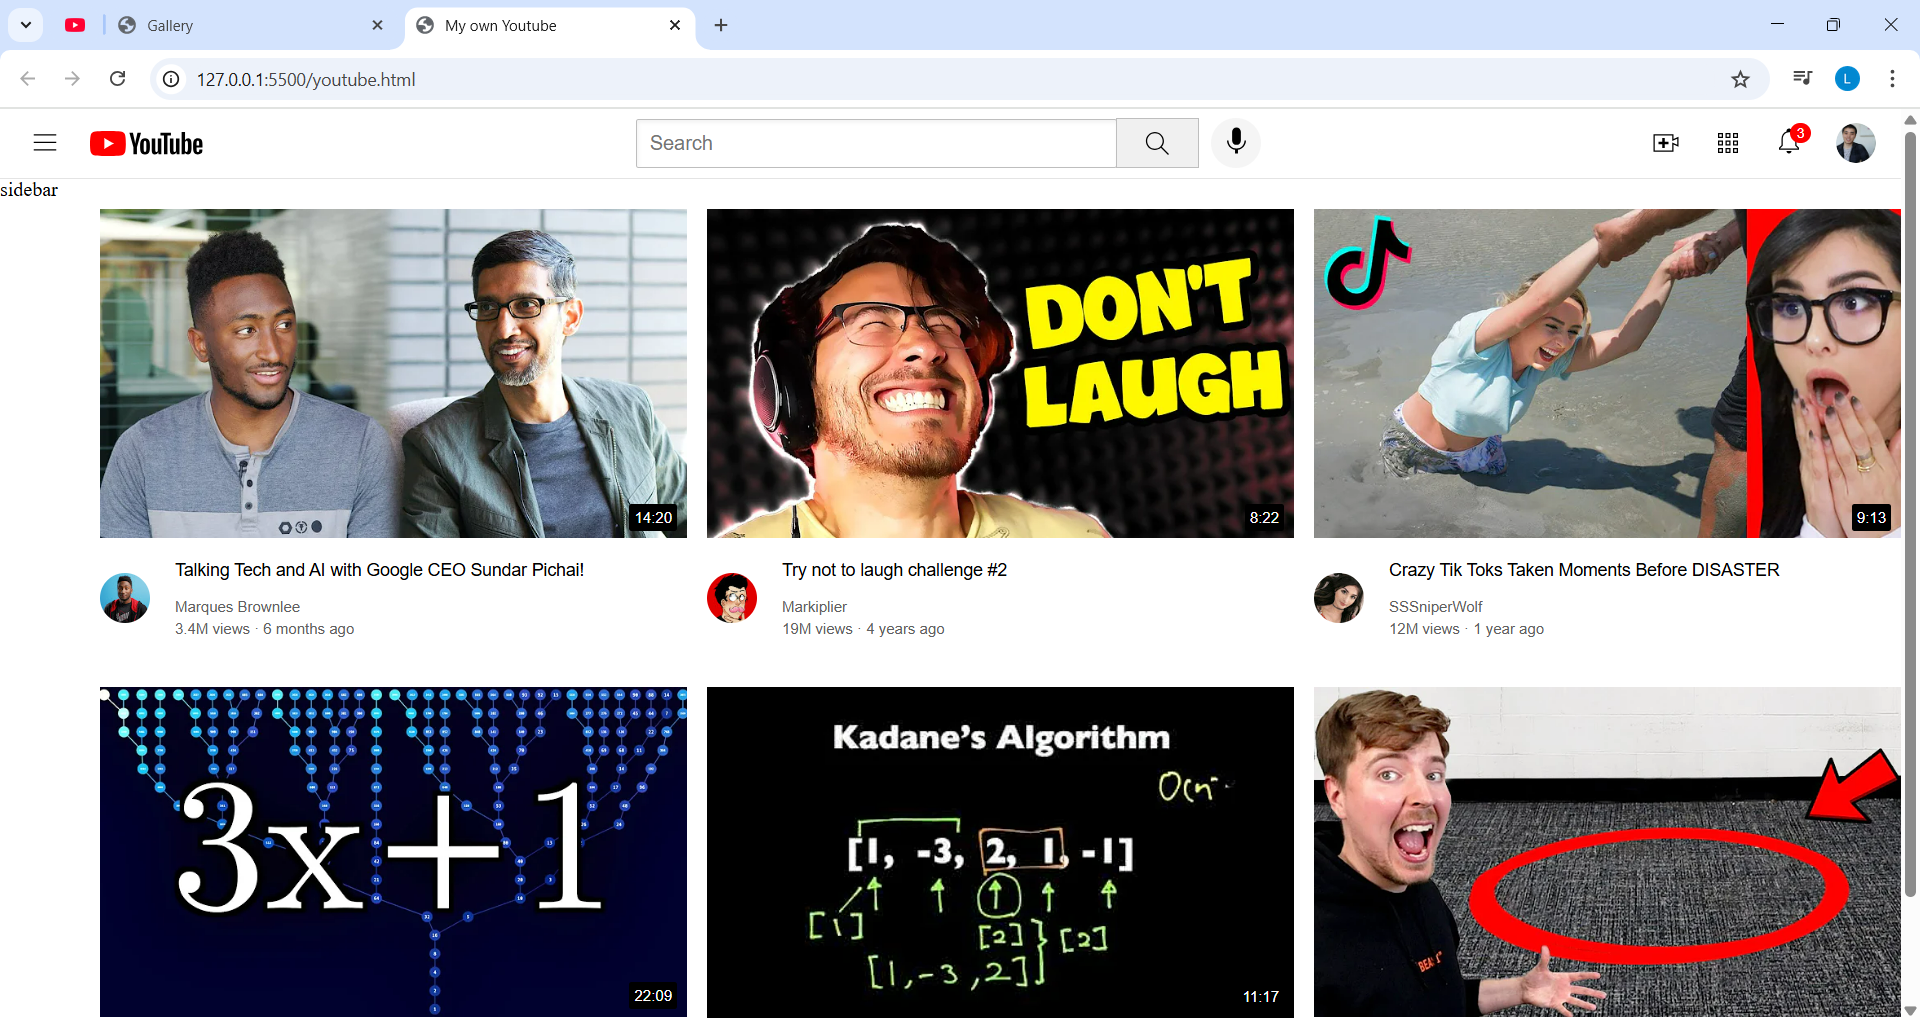 Gallery
My own Youtube
127.0.0.1:5500/youtube.html
L
YouTube
Search
3
sidebar
DON'T
LAUGH
14:20
8:22
9:13
Talking Tech and AI with Google CEO Sundar Pichai!
Marques Brownlee
3.4M views · 6 months ago
Try not to laugh challenge #2
Markiplier
19M views · 4 years ago
Crazy Tik Toks Taken Moments Before DISASTER
SSSniperWolf
12M views · 1 year ago
3x+1
22:09
Kadane's Algorithm
[1, -3, 2, 1, -1]
[1]
[2]
[2]
[1,-3,2]
11:17